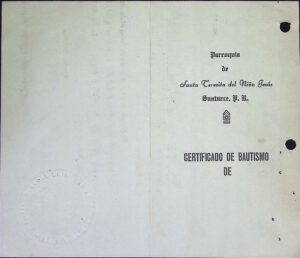 Parroquia
de
Santa Teresita del Niño Jesús
Santurce, P. R.
CERTIFICADO DE BAUTISMO
DE